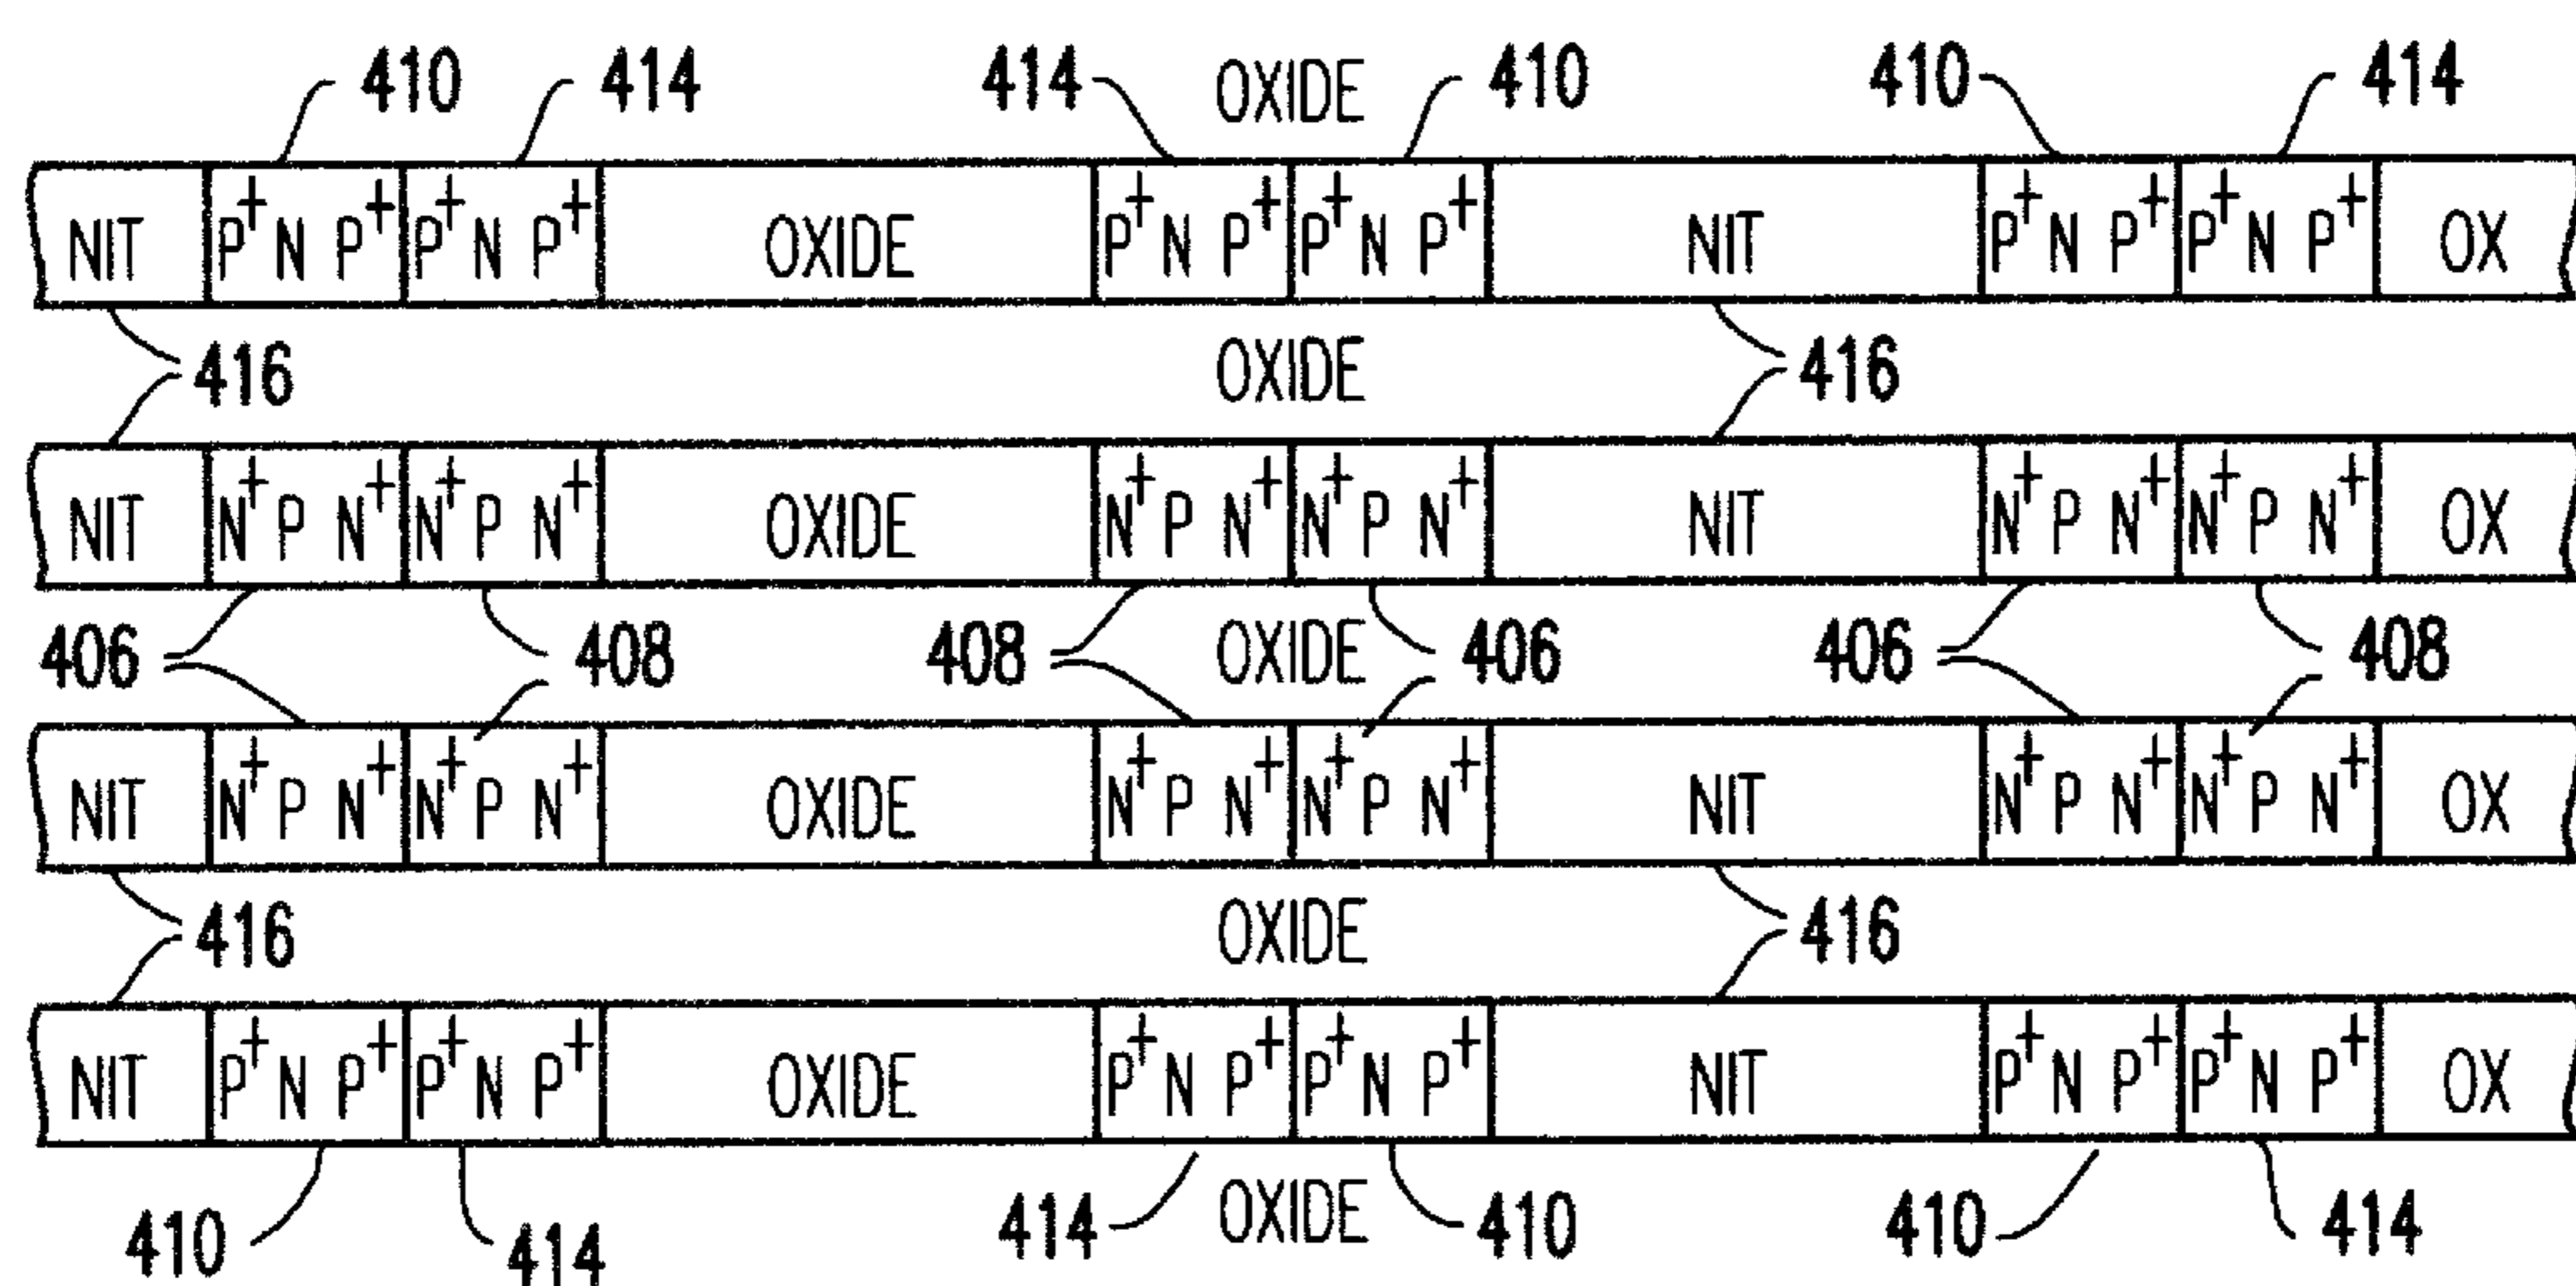 410 414 414 OXIDE 410 410 414
NIT P+ N P+ P+ N P+ OXIDE P+ N P+ P+ N P+ NIT P+ N P+ P+ N P+ OX
416 OXIDE 416
NIT N+ P N+ N+ P N+ OXIDE N+ P N+ N+ P N+ NIT N+ P N+ N+ P N+ OX
406 408 408 OXIDE 406 406 408
NIT N+ P N+ N+ P N+ OXIDE N+ P N+ N+ P N+ NIT N+ P N+ N+ P N+ OX
416 OXIDE 416
NIT P+ N P+ P+ N P+ OXIDE P+ N P+ P+ N P+ NIT P+ N P+ P+ N P+ OX
410 414 414 OXIDE 410 410 414